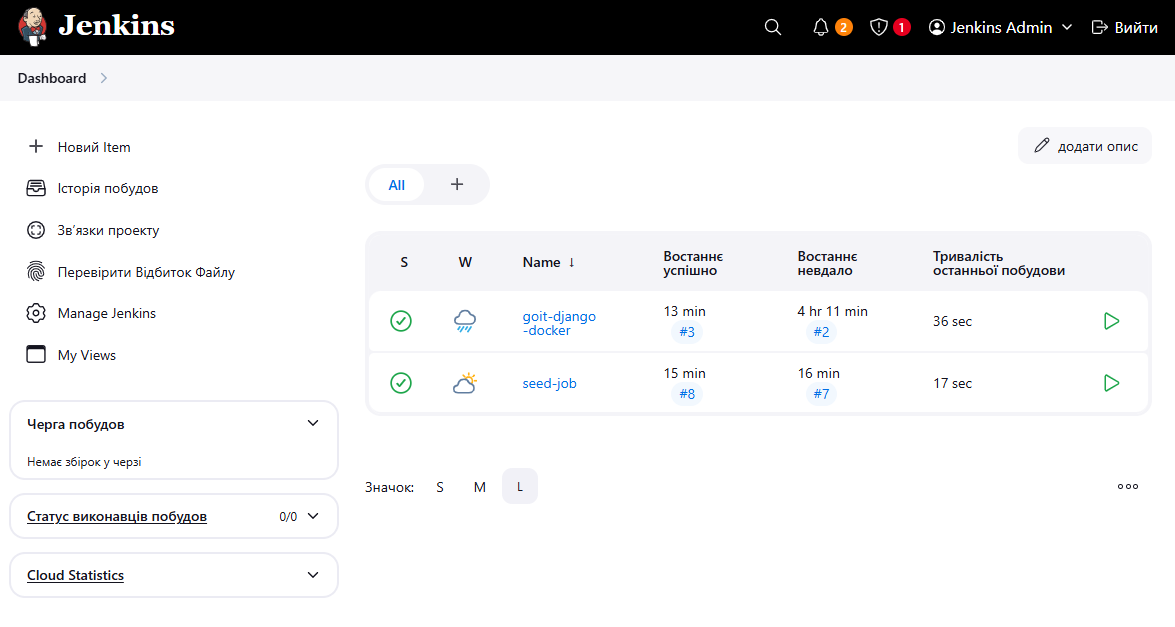 Jenkins
2
1
Jenkins Admin
Вийти
Dashboard
Новий Item
додати опис
Історія побудов
All
Зв’язки проекту
Перевірити Відбиток Файлу
Manage Jenkins
My Views
S W Name ↓ Востаннє успішно Востаннє невдало Тривалість останньої побудови
goit-django
-docker
13 min
#3
4 hr 11 min
#2
36 sec
seed-job
15 min
#8
16 min
#7
17 sec
Черга побудов
Немає збірок у черзі
Статус виконавців побудов 0/0
Cloud Statistics
Значок: S M L